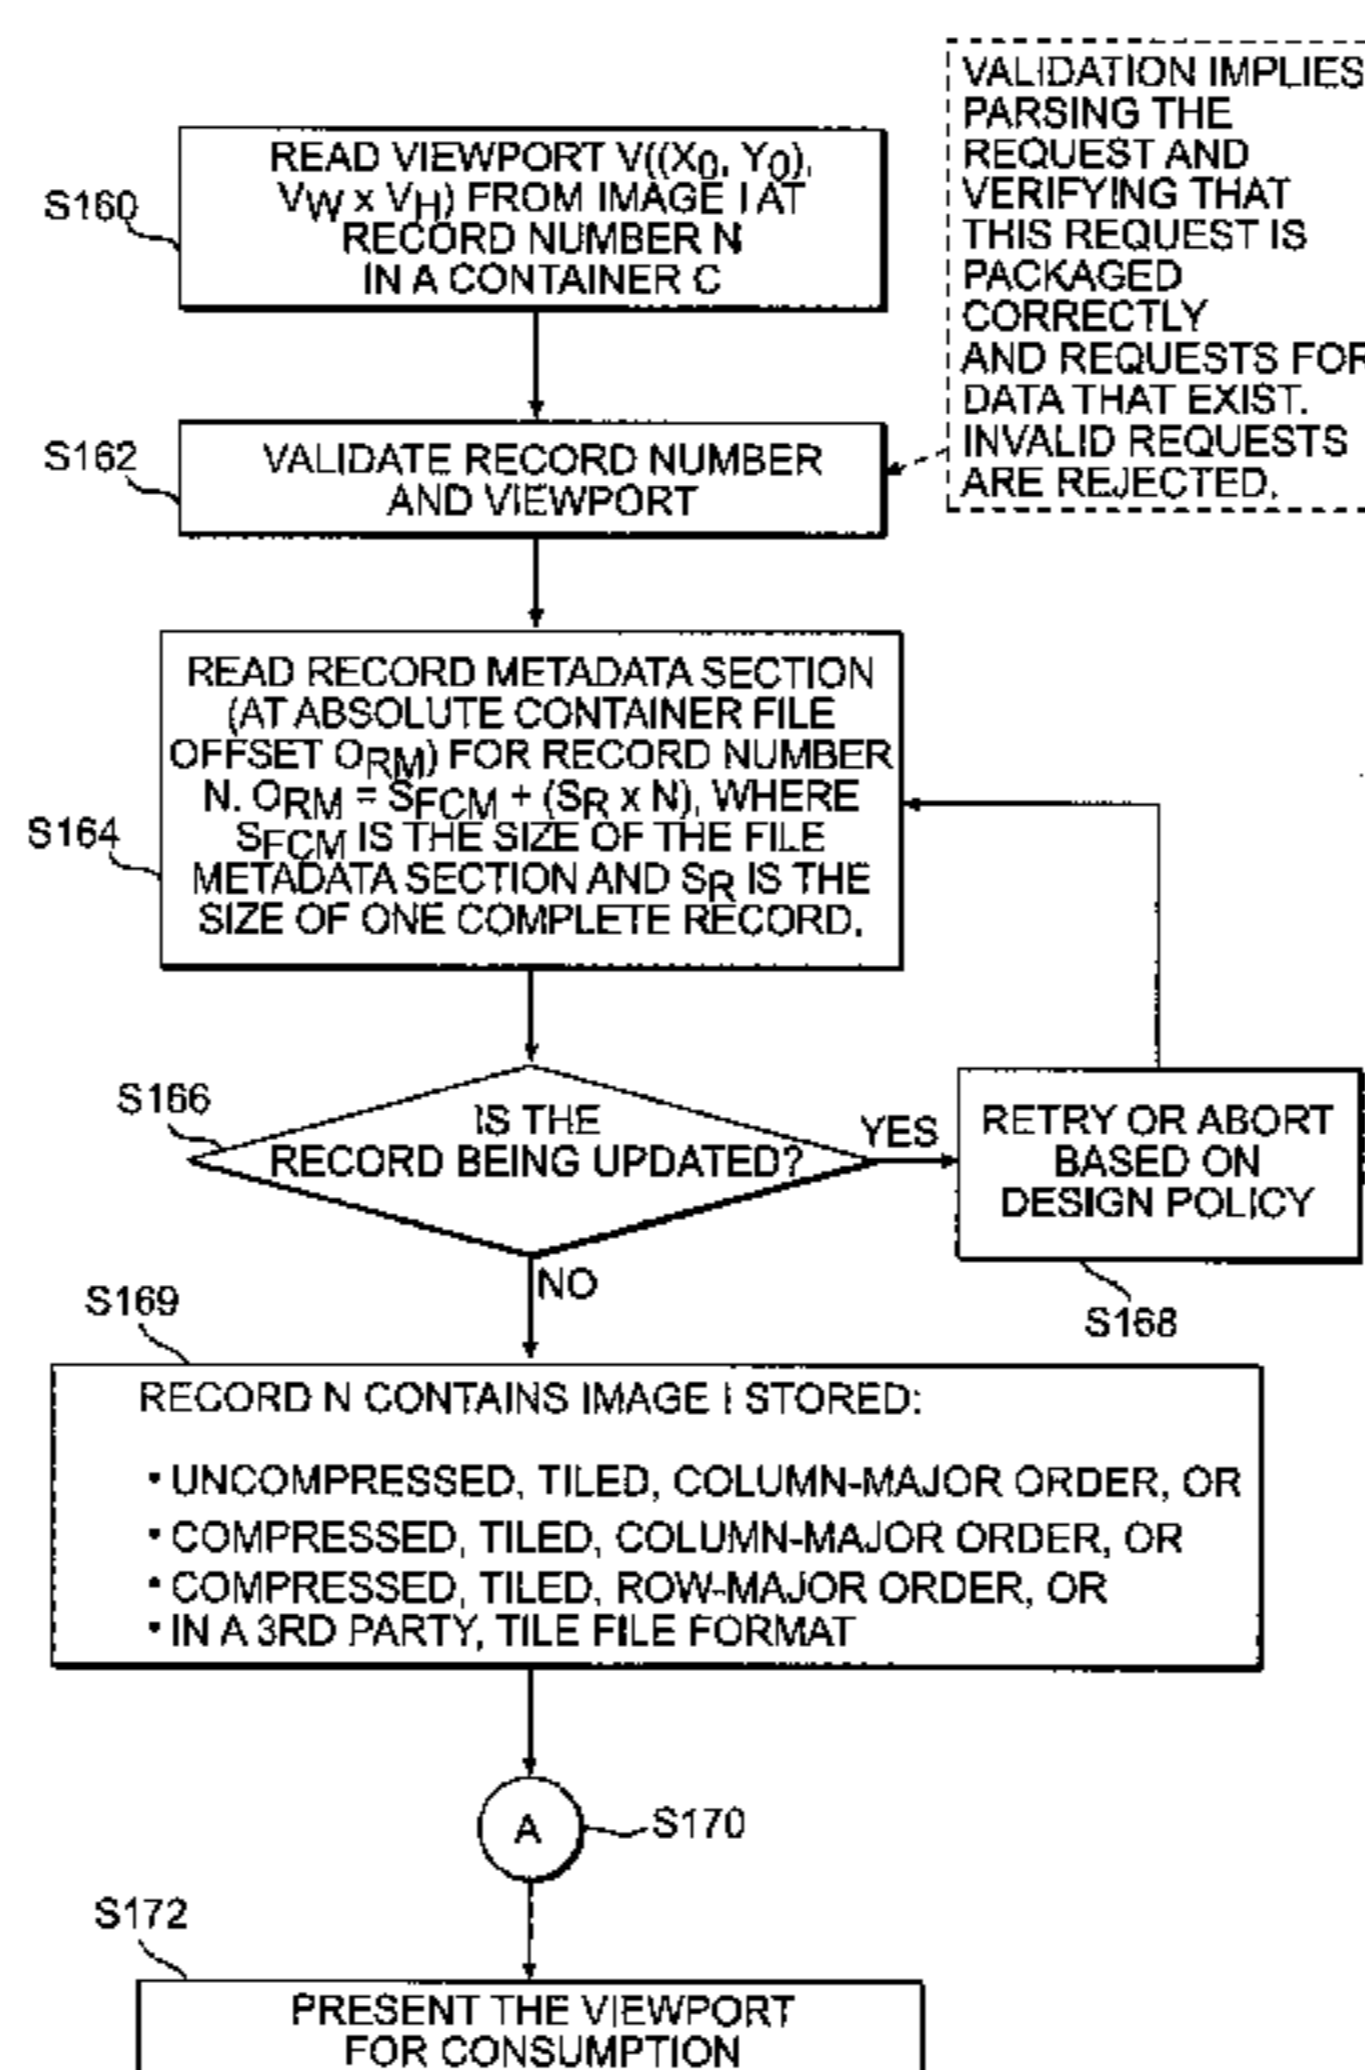 VALIDATION IMPLIES
PARSING THE
REQUEST AND
VERIFYING THAT
THIS REQUEST IS
PACKAGED
CORRECTLY
AND REQUESTS FOR
DATA THAT EXIST.
INVALID REQUESTS
ARE REJECTED.
S160
READ VIEWPORT V((X0, Y0),
VW x VH) FROM IMAGE I AT
RECORD NUMBER N
IN A CONTAINER C
S162
VALIDATE RECORD NUMBER
AND VIEWPORT
S164
READ RECORD METADATA SECTION
(AT ABSOLUTE CONTAINER FILE
OFFSET ORM) FOR RECORD NUMBER
N. ORM = SFCM + (SR x N), WHERE
SFCM IS THE SIZE OF THE FILE
METADATA SECTION AND SR IS THE
SIZE OF ONE COMPLETE RECORD.
S166
IS THE
RECORD BEING UPDATED?
YES
RETRY OR ABORT
BASED ON
DESIGN POLICY
S168
NO
S169
RECORD N CONTAINS IMAGE I STORED:
• UNCOMPRESSED, TILED, COLUMN-MAJOR ORDER, OR
• COMPRESSED, TILED, COLUMN-MAJOR ORDER, OR
• COMPRESSED, TILED, ROW-MAJOR ORDER, OR
• IN A 3RD PARTY, TILE FILE FORMAT
A
S170
S172
PRESENT THE VIEWPORT
FOR CONSUMPTION